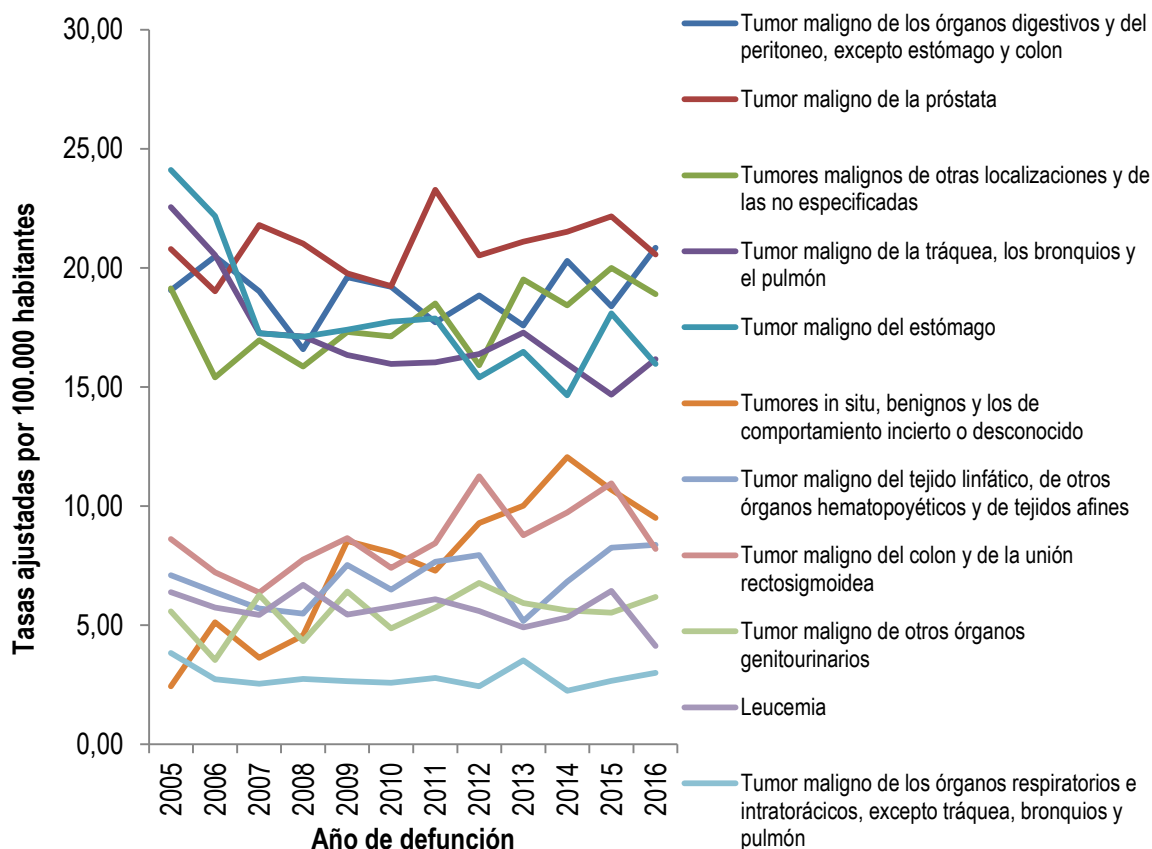 Tasas ajustadas por 100.000 habitantes
30,00
25,00
20,00
15,00
10,00
5,00
0,00
2005
2006
2007
2008
2009
2010
2011
2012
2013
2014
2015
2016
Año de defunción
Tumor maligno de los órganos digestivos y del
peritoneo, excepto estómago y colon
Tumor maligno de la próstata
Tumores malignos de otras localizaciones y de
las no especificadas
Tumor maligno de la tráquea, los bronquios y
el pulmón
Tumor maligno del estómago
Tumores in situ, benignos y los de
comportamiento incierto o desconocido
Tumor maligno del tejido linfático, de otros
órganos hematopoyéticos y de tejidos afines
Tumor maligno del colon y de la unión
rectosigmoidea
Tumor maligno de otros órganos
genitourinarios
Leucemia
Tumor maligno de los órganos respiratorios e
intratorácicos, excepto tráquea, bronquios y
pulmón